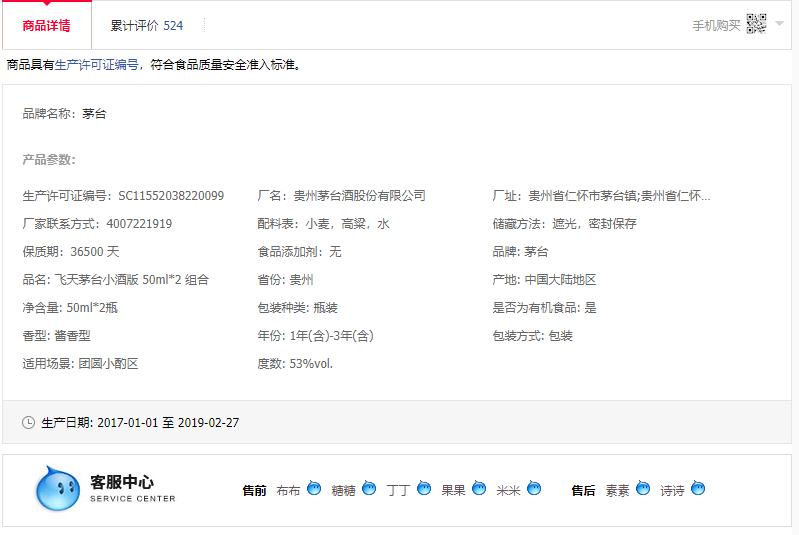 商品详情 累计评价 524 手机购买
商品具有生产许可证编号，符合食品质量安全准入标准。
品牌名称：茅台
产品参数：
生产许可证编号：SC11552038220099 厂名：贵州茅台酒股份有限公司 厂址：贵州省仁怀市茅台镇;贵州省仁怀...
厂家联系方式：4007221919 配料表：小麦，高粱，水 储藏方法：遮光，密封保存
保质期：36500 天 食品添加剂：无 品牌: 茅台
品名: 飞天茅台小酒版 50ml*2 组合 省份: 贵州 产地: 中国大陆地区
净含量: 50ml*2瓶 包装种类: 瓶装 是否为有机食品: 是
香型: 酱香型 年份: 1年(含)-3年(含) 包装方式: 包装
适用场景: 团圆小酌区 度数: 53%vol.
生产日期: 2017-01-01 至 2019-02-27
客服中心
SERVICE CENTER
售前 布布 糖糖 丁丁 果果 米米 售后 素素 诗诗